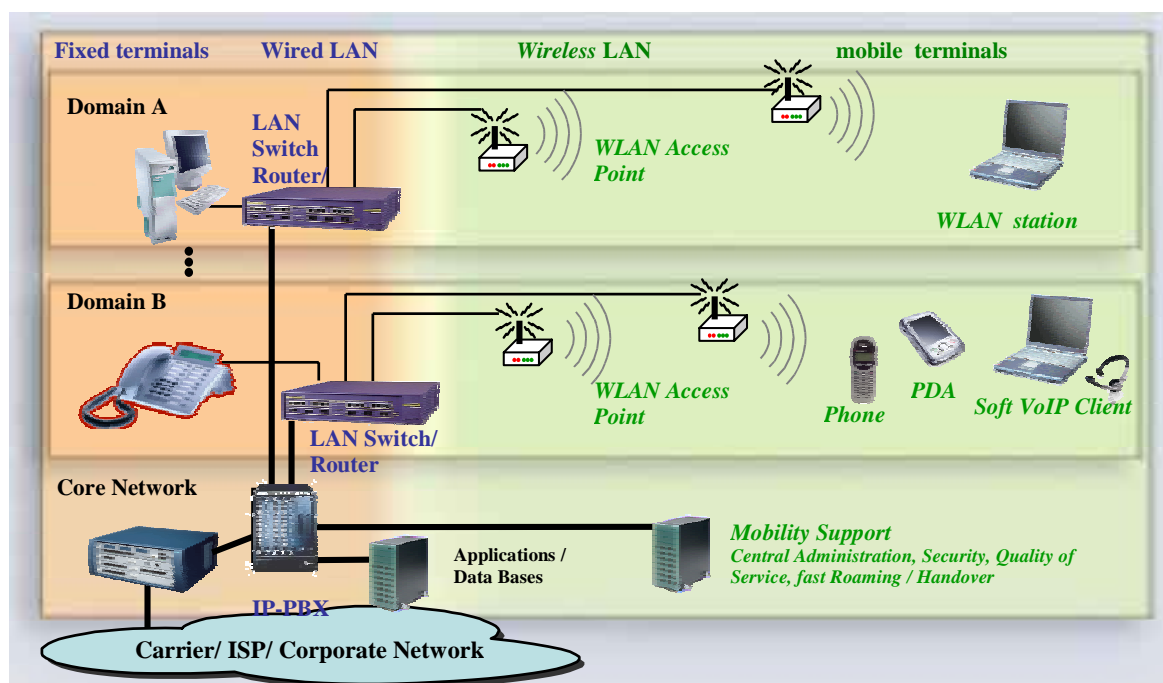 Fixed terminals
Wired LAN
Wireless LAN
mobile terminals
Domain A
LAN
Switch
Router/
WLAN Access
Point
WLAN station
Domain B
LAN Switch/
Router
WLAN Access
Point
Phone
PDA
Soft VoIP Client
Core Network
IP-PBX
Applications /
Data Bases
Mobility Support
Central Administration, Security, Quality of
Service, fast Roaming / Handover
Carrier/ ISP/ Corporate Network